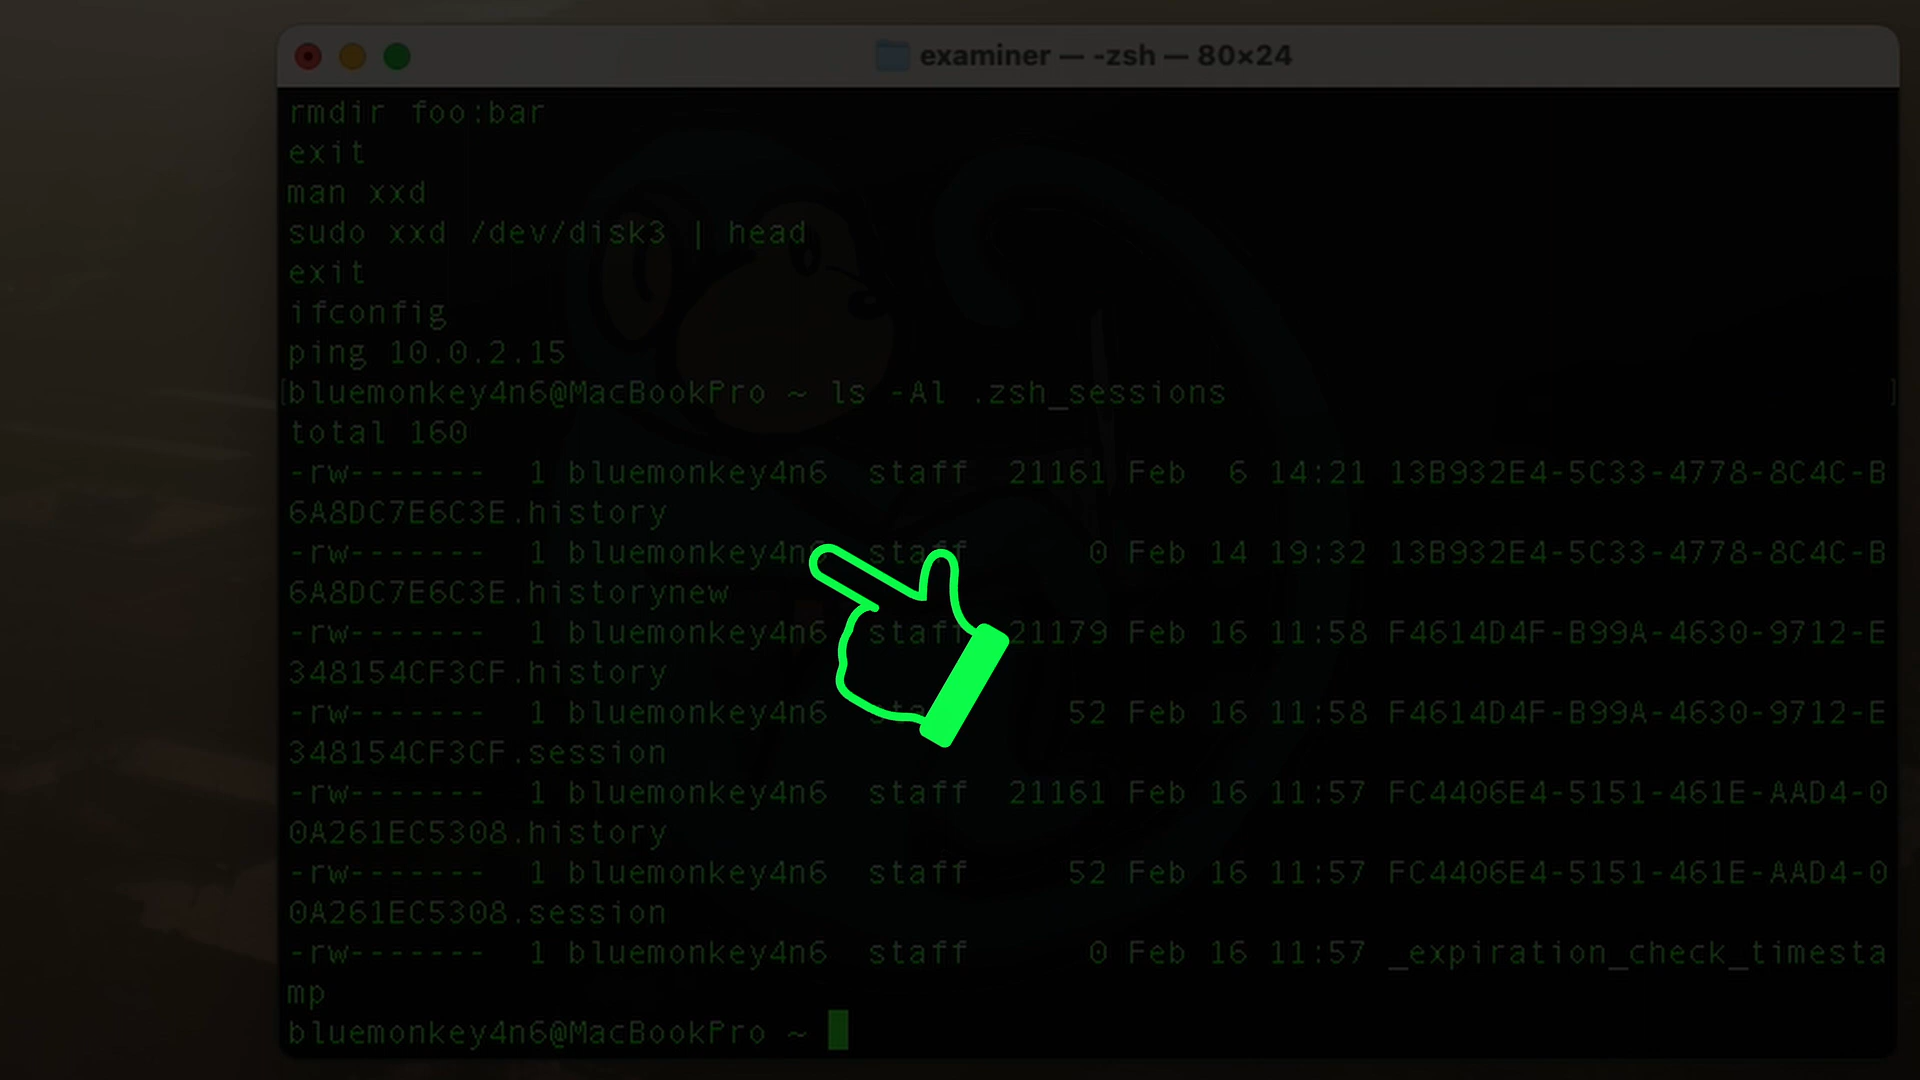 examiner — -zsh — 80×24
rmdir foo:bar
exit
man xxd
sudo xxd /dev/disk3 | head
exit
ifconfig
ping 10.0.2.15
[bluemonkey4n6@MacBookPro ~ ls -Al .zsh_sessions ]
total 160
-rw------- 1 bluemonkey4n6 staff 21161 Feb 6 14:21 13B932E4-5C33-4778-8C4C-B
6A8DC7E6C3E.history
-rw------- 1 bluemonkey4n6 staff 0 Feb 14 19:32 13B932E4-5C33-4778-8C4C-B
6A8DC7E6C3E.historynew
-rw------- 1 bluemonkey4n6 staff 21179 Feb 16 11:58 F4614D4F-B99A-4630-9712-E
348154CF3CF.history
-rw------- 1 bluemonkey4n6 staff 52 Feb 16 11:58 F4614D4F-B99A-4630-9712-E
348154CF3CF.session
-rw------- 1 bluemonkey4n6 staff 21161 Feb 16 11:57 FC4406E4-5151-461E-AAD4-0
0A261EC5308.history
-rw------- 1 bluemonkey4n6 staff 52 Feb 16 11:57 FC4406E4-5151-461E-AAD4-0
0A261EC5308.session
-rw------- 1 bluemonkey4n6 staff 0 Feb 16 11:57 _expiration_check_timesta
mp
bluemonkey4n6@MacBookPro ~